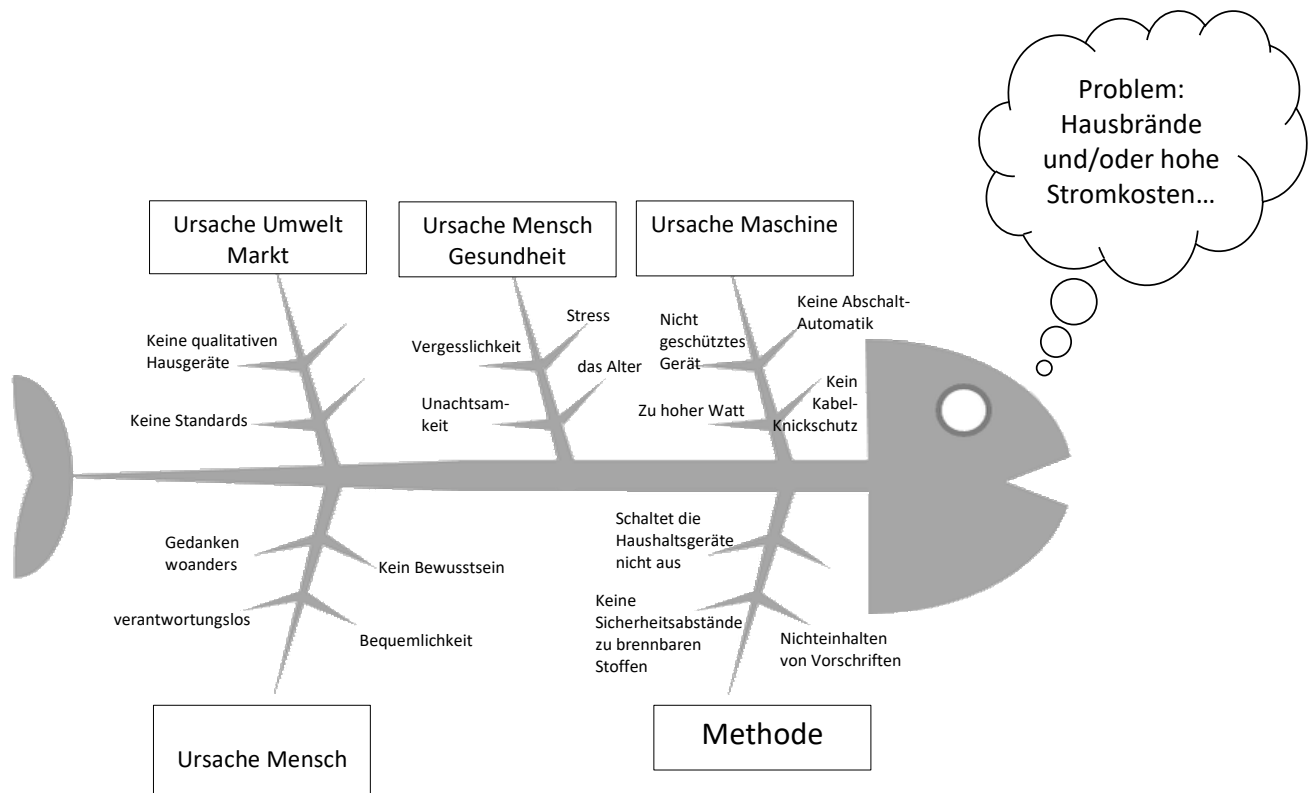 Problem:
Hausbrände
und/oder hohe
Stromkosten...
Ursache Umwelt
Markt
Ursache Mensch
Gesundheit
Ursache Maschine
Keine qualitativen
Hausgeräte
Keine Standards
Stress
Vergesslichkeit
das Alter
Unachtsam-
keit
Keine Abschalt-
Automatik
Nicht
geschütztes
Gerät
Zu hoher Watt
Kein
Kabel-
Knickschutz
Gedanken
woanders
Kein Bewusstsein
verantwortungslos
Bequemlichkeit
Schaltet die
Haushaltsgeräte
nicht aus
Keine
Sicherheitsabstände
zu brennbaren
Stoffen
Nichteinhalten
von Vorschriften
Ursache Mensch
Methode